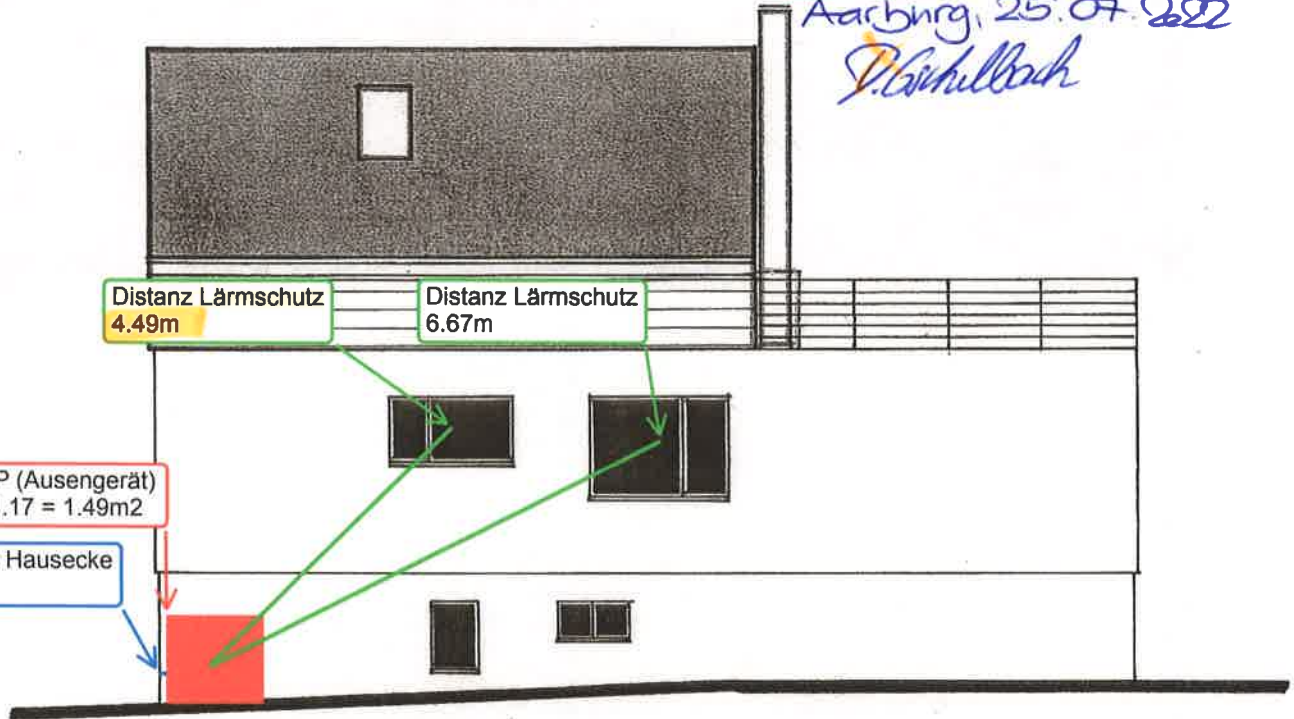 Aarburg, 25.07.2022
Distanz Lärmschutz
4.49m
Distanz Lärmschutz
6.67m
P (Ausengerät)
.17 = 1.49m2
Hausecke